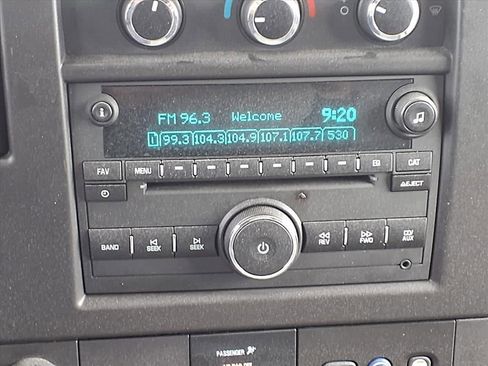 FM 96.3 Welcome 9:20
1 99.3 104.3 104.9 107.1 107.7 530
FAV MENU EQ CAT
EJECT
BAND SEEK SEEK REV FWD CD/AUX
PASSENGER